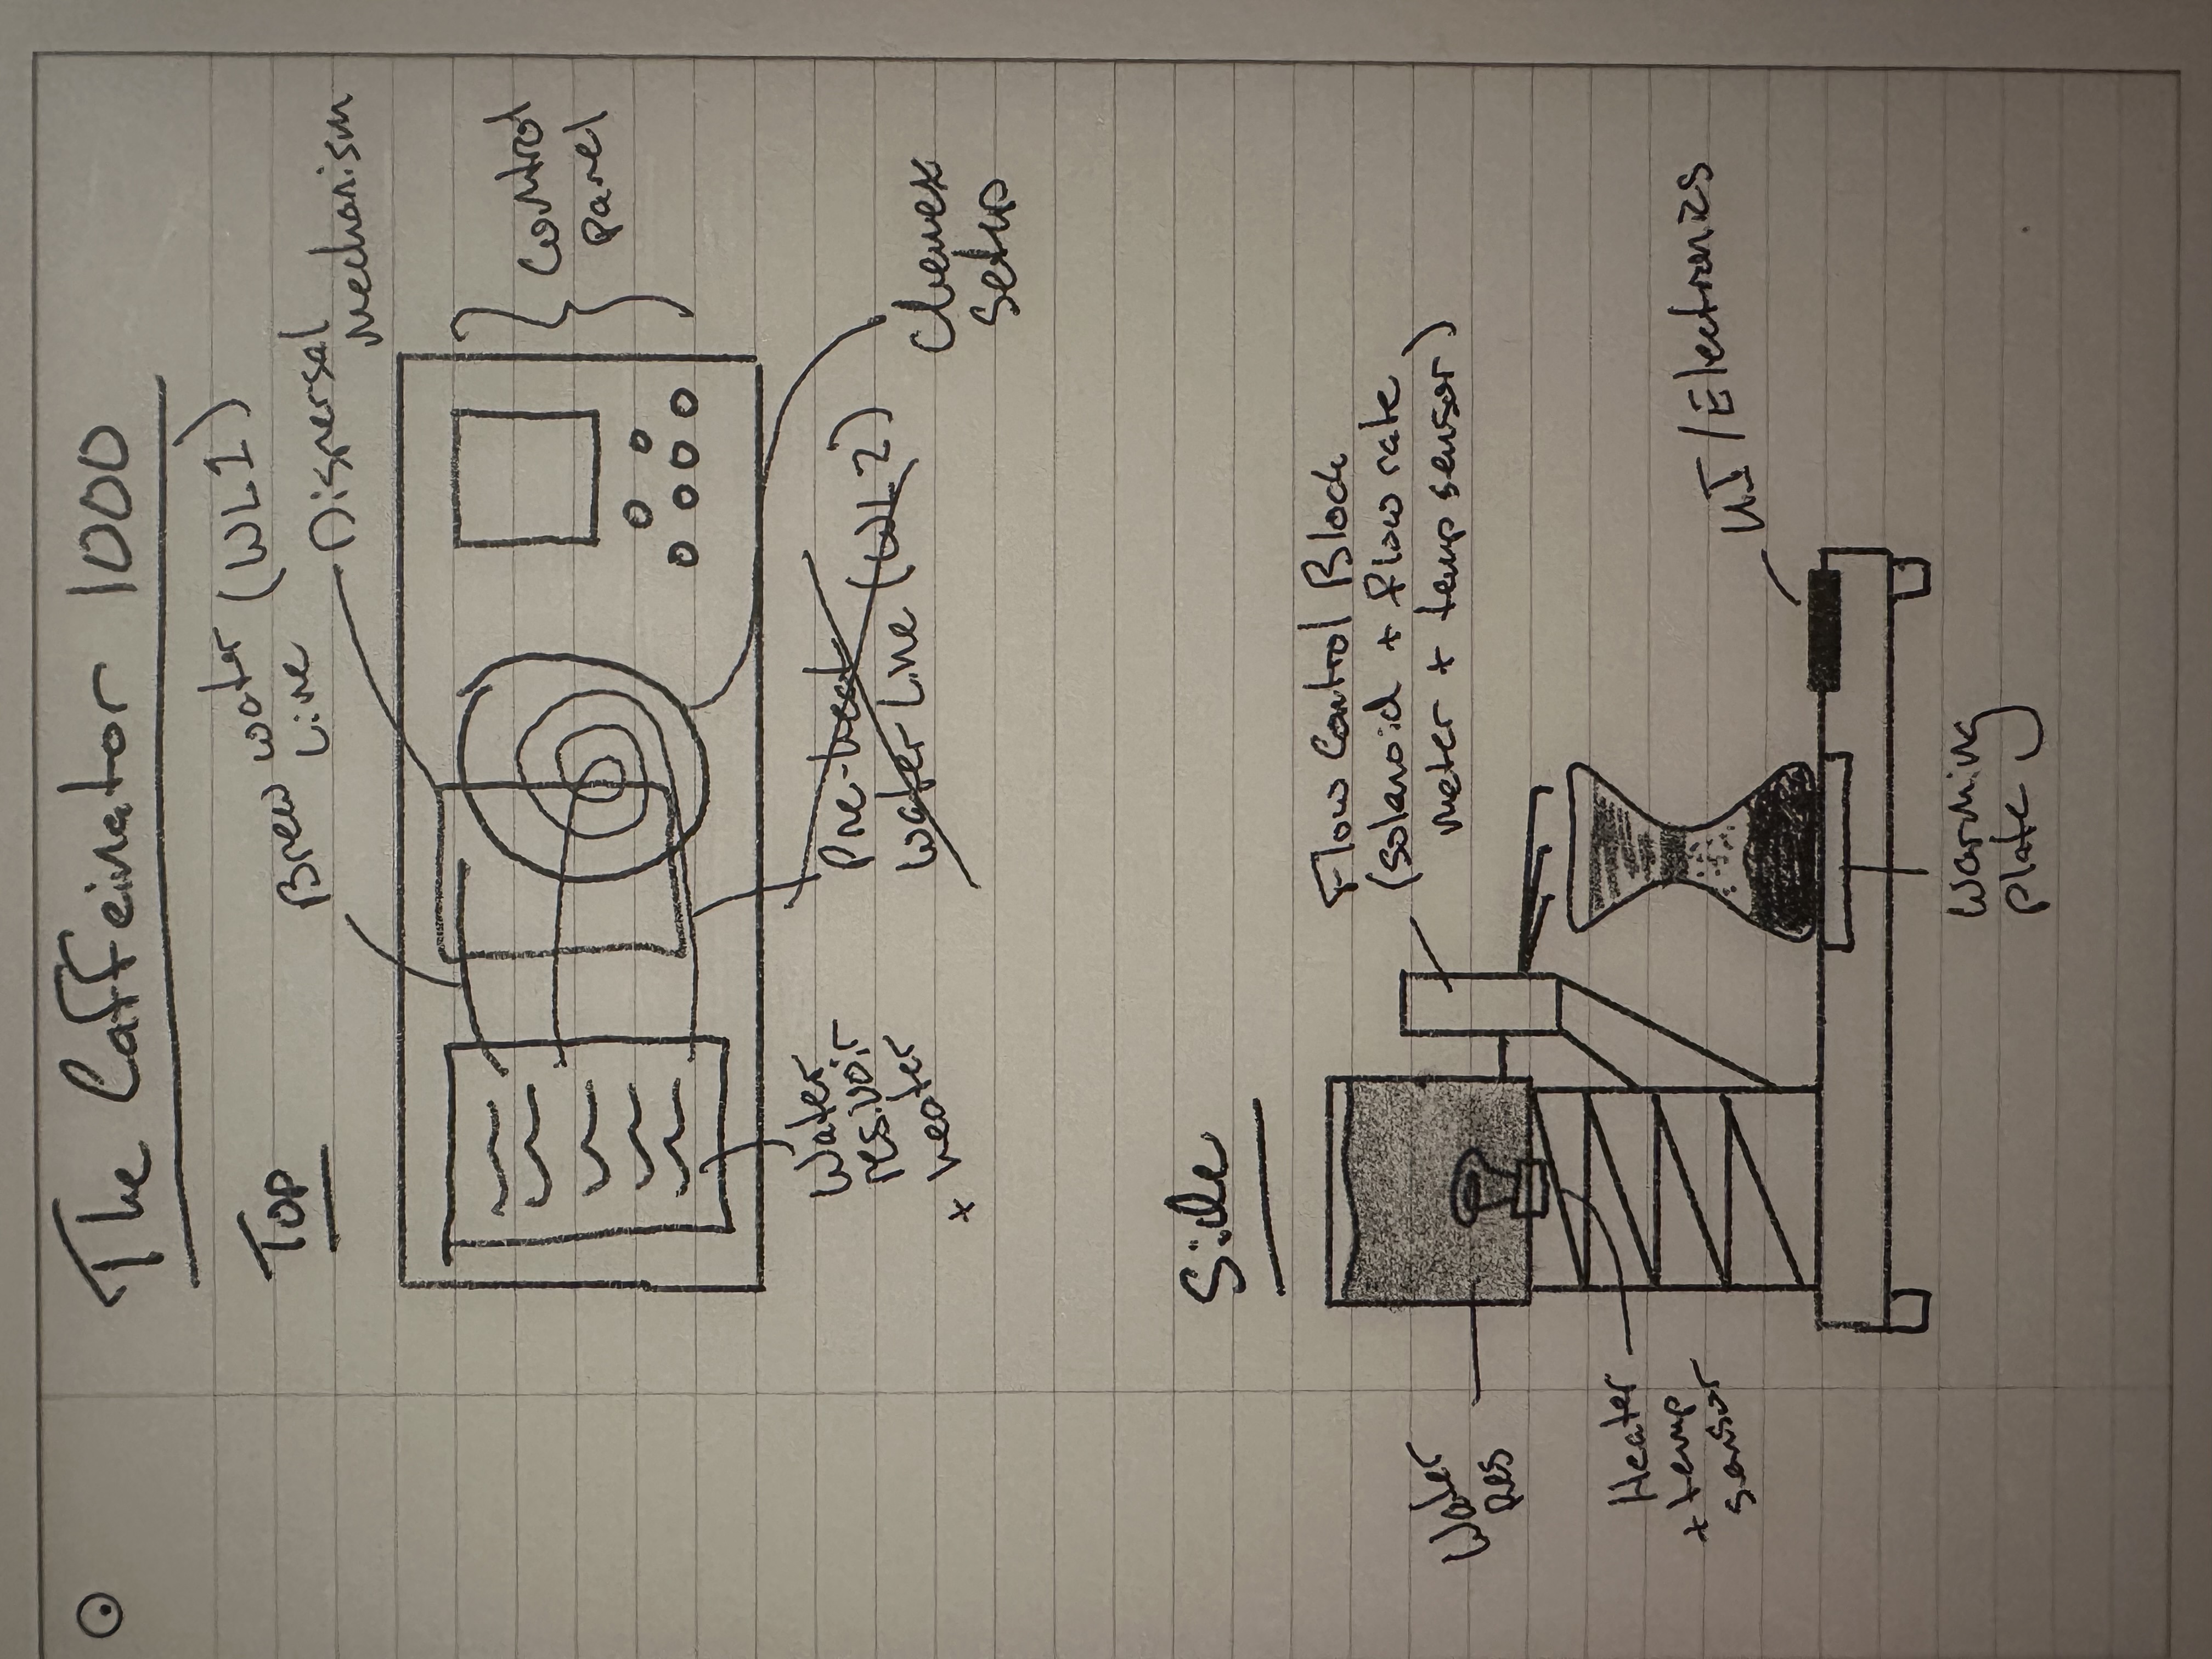 The Caffeinator 1000
Top
Brew water
Line (WL1)
Dispersal
Mechanism
Control
Panel
Water
resivoir
+ heater
Pre-heat
Water Line (WL2)
Chemex
Setup
Side
Flow Control Block
(solenoid + flow rate
meter + temp sensor)
Water
Res
Heater
+ temp
sensor
UI/Electronics
Warming
plate